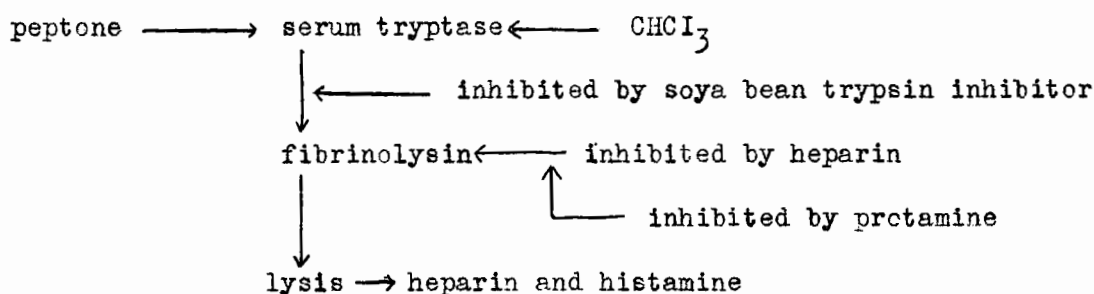 peptone serum tryptase CHCI3
inhibited by soya bean trypsin inhibitor
fibrinolysin inhibited by heparin
inhibited by prctamine
lysis heparin and histamine